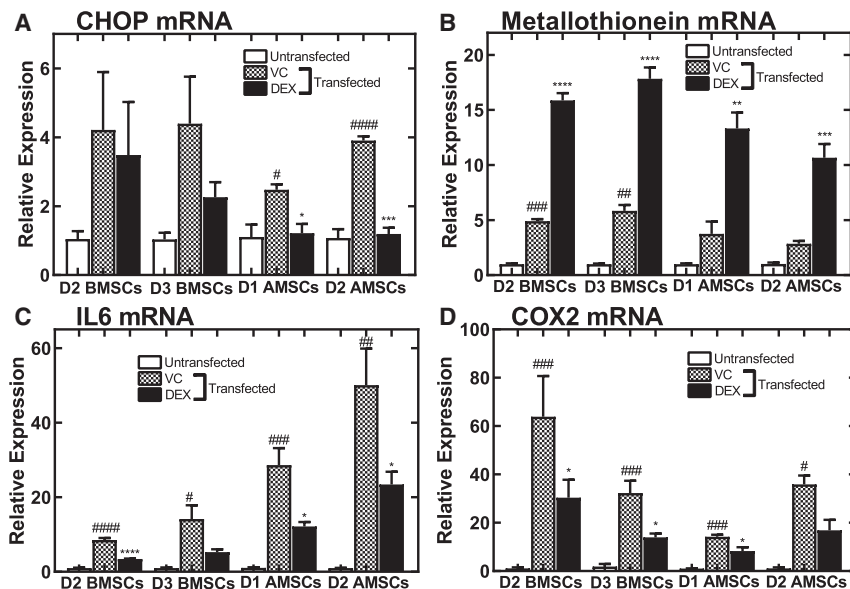 A CHOP mRNA
Relative Expression
6
4
2
0
Untransfected
VC
DEX
Transfected
#
*
####
***
D2 BMSCs D3 BMSCs D1 AMSCs D2 AMSCs
B Metallothionein mRNA
Relative Expression
20
15
10
5
0
Untransfected
VC
DEX
Transfected
###
****
##
****
**
***
D2 BMSCs D3 BMSCs D1 AMSCs D2 AMSCs
C IL6 mRNA
Relative Expression
60
40
20
0
Untransfected
VC
DEX
Transfected
####
****
#
###
*
##
*
D2 BMSCs D3 BMSCs D1 AMSCs D2 AMSCs
D COX2 mRNA
Relative Expression
100
80
60
40
20
0
Untransfected
VC
DEX
Transfected
###
*
###
*
###
*
#
D2 BMSCs D3 BMSCs D1 AMSCs D2 AMSCs